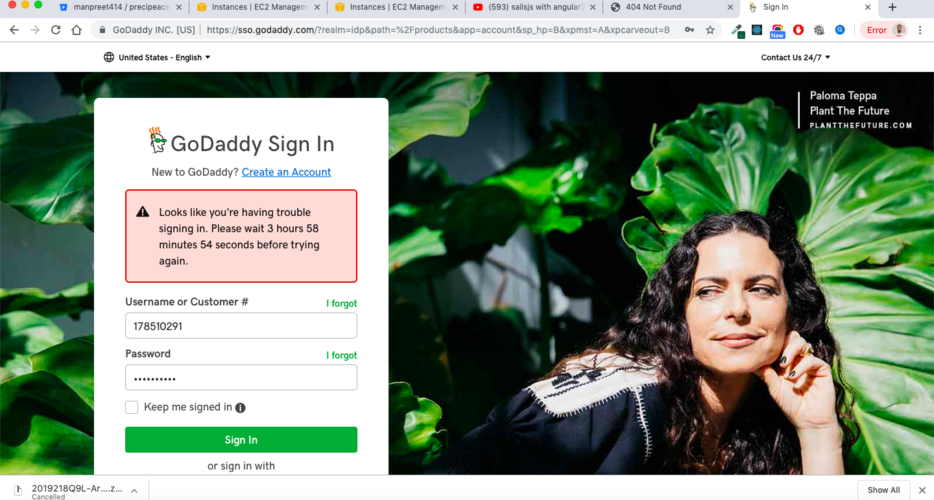 manpreet414 / precipeace
Instances | EC2 Managem
Instances | EC2 Managem
(593) sailsjs with angular2
404 Not Found
Sign In
GoDaddy INC. [US] | https://sso.godaddy.com/?realm=idp&path=%2Fproducts&app=account&sp_hp=B&xpmst=A&xpcarveout=B
New
Error
United States - English
Contact Us 24/7
Paloma Teppa
Plant The Future
PLANTTHEFUTURE.COM
GoDaddy Sign In
New to GoDaddy? Create an Account
Looks like you're having trouble
signing in. Please wait 3 hours 58
minutes 54 seconds before trying
again.
Username or Customer # I forgot
178510291
Password I forgot
••••••••••
Keep me signed in
Sign In
or sign in with
2019218Q9L-Ar....z...
Cancelled
Show All